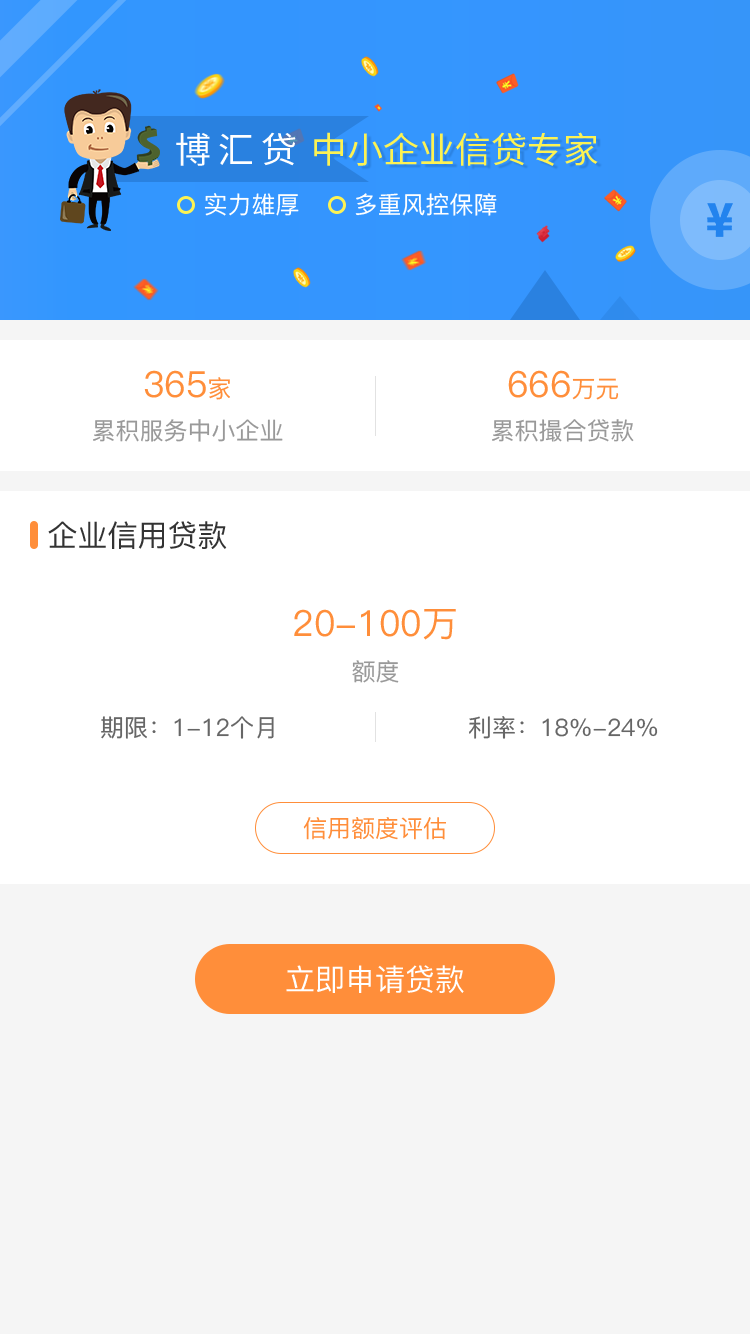 博汇贷 中小企业信贷专家
实力雄厚 多重风控保障
¥
365家 666万元
累积服务中小企业 累积撮合贷款
企业信用贷款
20-100万
额度
期限：1-12个月 利率：18%-24%
信用额度评估
立即申请贷款